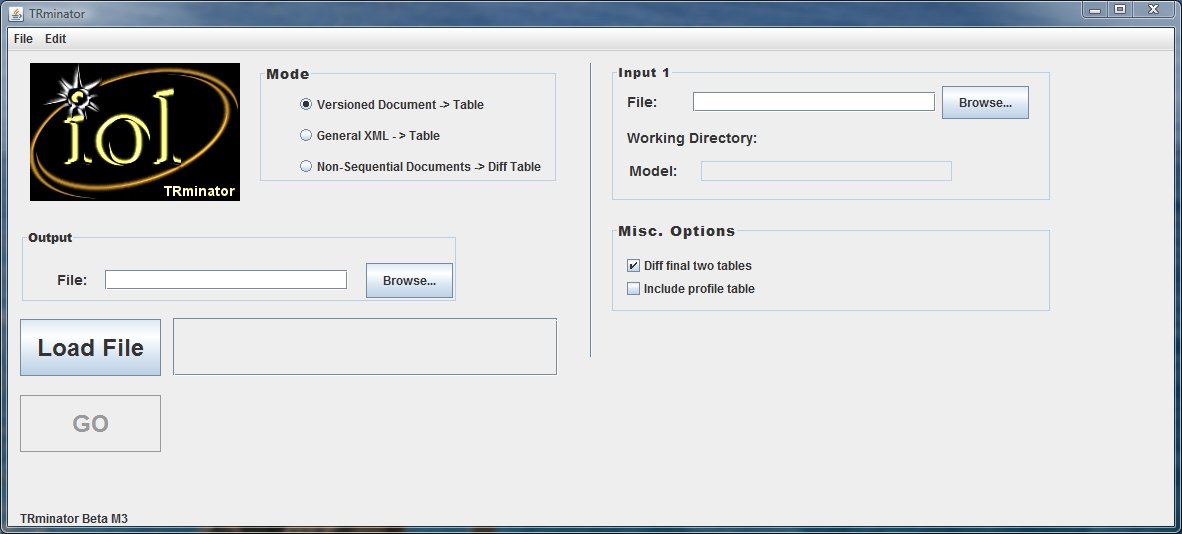 TRminator
File Edit
i.o.l
TRminator
Mode
Versioned Document -> Table
General XML - > Table
Non-Sequential Documents -> Diff Table
Output
File:
Browse...
Load File
GO
TRminator Beta M3
Input 1
File:
Browse...
Working Directory:
Model:
Misc. Options
Diff final two tables
Include profile table